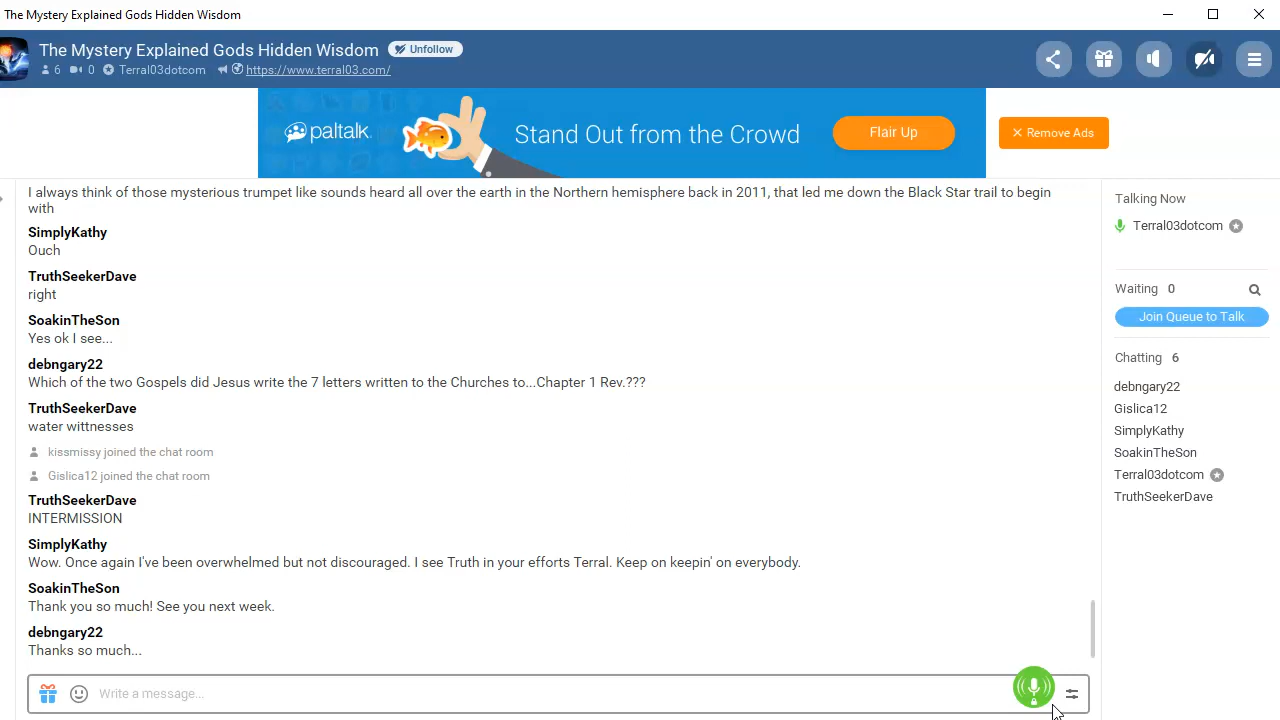 The Mystery Explained Gods Hidden Wisdom
The Mystery Explained Gods Hidden Wisdom Unfollow
6 0 Terral03dotcom https://www.terral03.com/
paltalk. Stand Out from the Crowd Flair Up
Remove Ads
I always think of those mysterious trumpet like sounds heard all over the earth in the Northern hemisphere back in 2011, that led me down the Black Star trail to begin
with
SimplyKathy
Ouch
TruthSeekerDave
right
SoakinTheSon
Yes ok I see...
debngary22
Which of the two Gospels did Jesus write the 7 letters written to the Churches to...Chapter 1 Rev.???
TruthSeekerDave
water wittnesses
kissmissy joined the chat room
Gislica12 joined the chat room
TruthSeekerDave
INTERMISSION
SimplyKathy
Wow. Once again I've been overwhelmed but not discouraged. I see Truth in your efforts Terral. Keep on keepin' on everybody.
SoakinTheSon
Thank you so much! See you next week.
debngary22
Thanks so much...
Write a message...
Talking Now
Terral03dotcom
Waiting 0
Join Queue to Talk
Chatting 6
debngary22
Gislica12
SimplyKathy
SoakinTheSon
Terral03dotcom
TruthSeekerDave